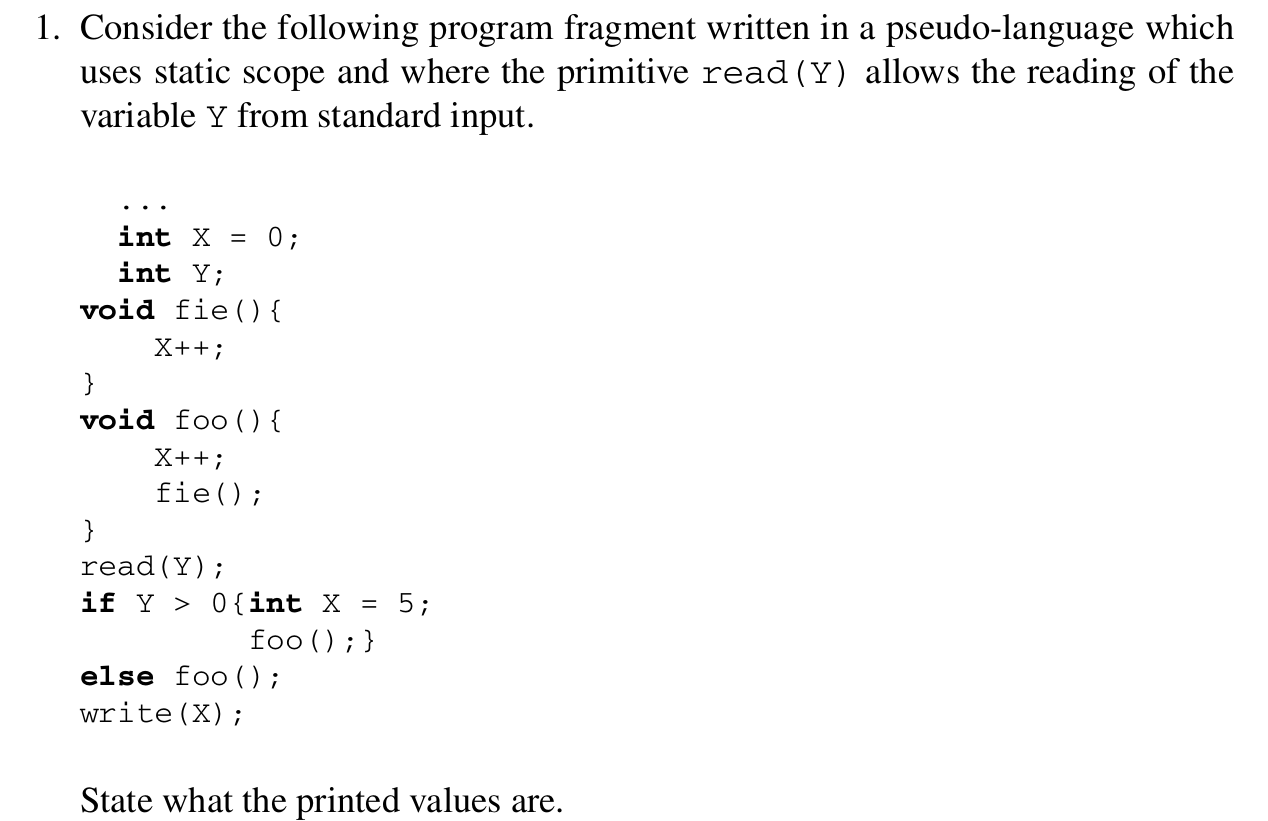 1. Consider the following program fragment written in a pseudo-language which
uses static scope and where the primitive read(Y) allows the reading of the
variable Y from standard input.
...
int X = 0;
int Y;
void fie(){
X++;
}
void foo(){
X++;
fie();
}
read(Y);
if Y > 0{int X = 5;
foo();}
else foo();
write(X);
State what the printed values are.